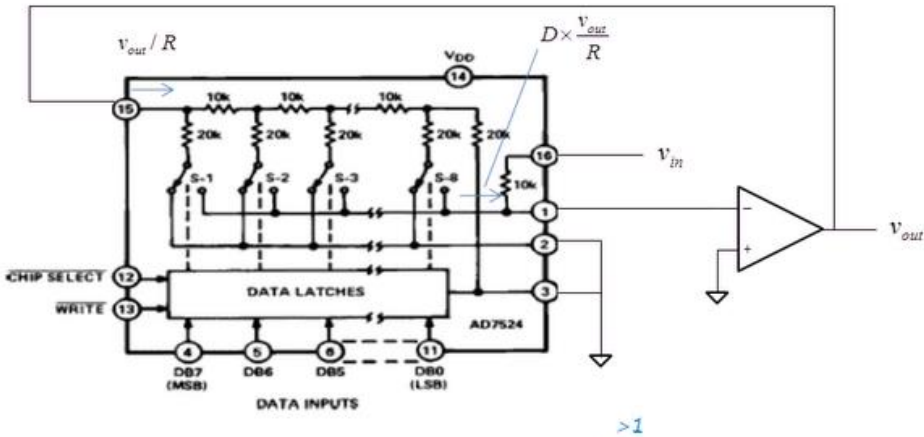 v_out / R
D × v_out / R
V_DD
14
15
10k
10k
10k
20k
20k
20k
20k
20k
16
v_in
S-1
S-2
S-3
S-8
10k
1
2
3
v_out
−
+
CHIP SELECT
12
WRITE
13
DATA LATCHES
AD7524
4
5
6
11
DB7
(MSB)
DB6
DB5
DB0
(LSB)
DATA INPUTS
>1